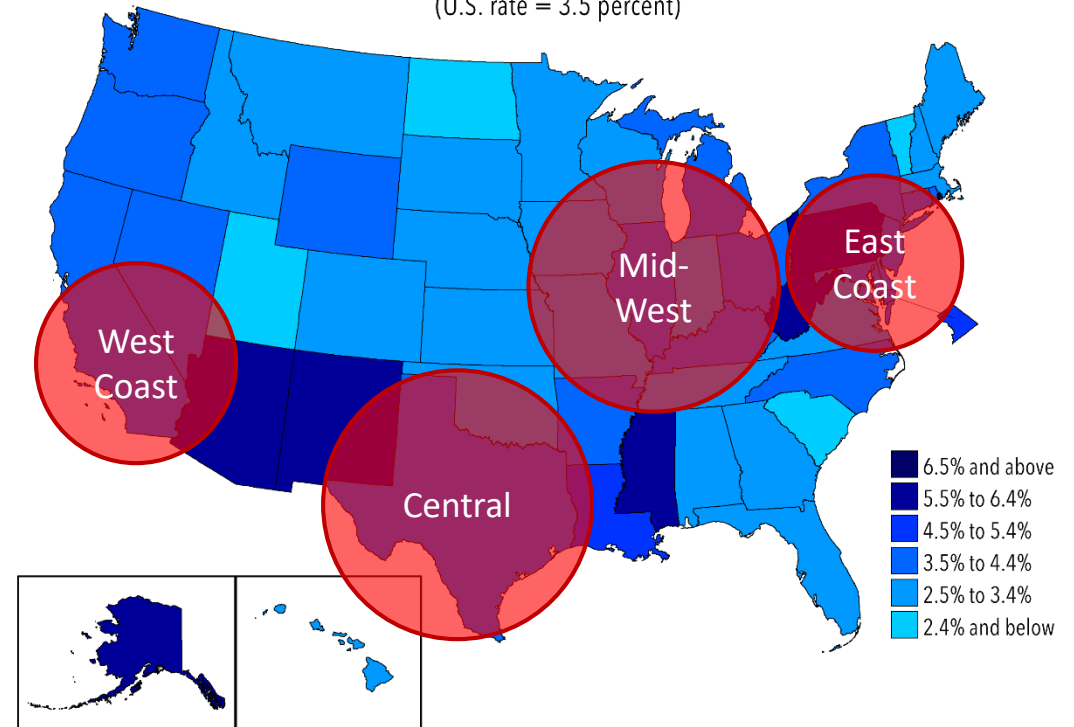 (U.S. rate = 3.5 percent)
East
Coast
Mid-
West
West
Coast
Central
6.5% and above
5.5% to 6.4%
4.5% to 5.4%
3.5% to 4.4%
2.5% to 3.4%
2.4% and below